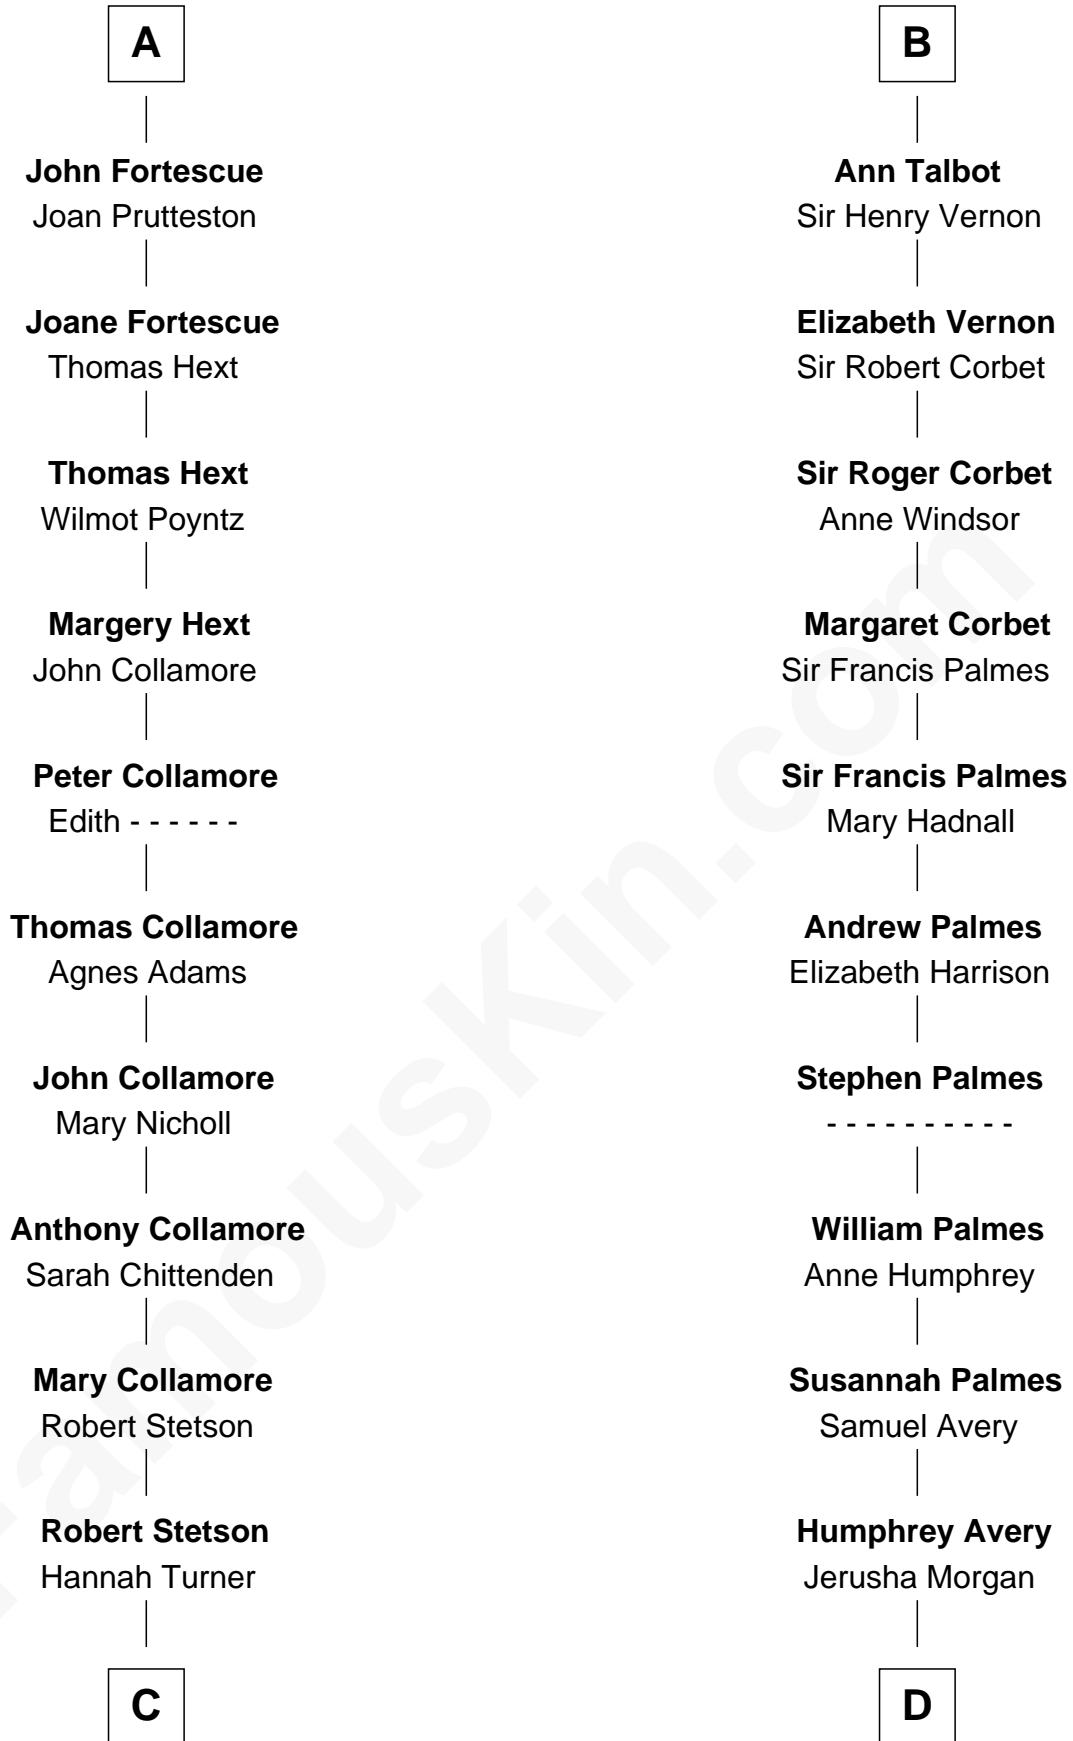 A
John Fortescue
Joan Prutteston
Joane Fortescue
Thomas Hext
Thomas Hext
Wilmot Poyntz
Margery Hext
John Collamore
Peter Collamore
Edith - - - - - -
Thomas Collamore
Agnes Adams
John Collamore
Mary Nicholl
Anthony Collamore
Sarah Chittenden
Mary Collamore
Robert Stetson
Robert Stetson
Hannah Turner
C
B
Ann Talbot
Sir Henry Vernon
Elizabeth Vernon
Sir Robert Corbet
Sir Roger Corbet
Anne Windsor
Margaret Corbet
Sir Francis Palmes
Sir Francis Palmes
Mary Hadnall
Andrew Palmes
Elizabeth Harrison
Stephen Palmes
- - - - - - - - - -
William Palmes
Anne Humphrey
Susannah Palmes
Samuel Avery
Humphrey Avery
Jerusha Morgan
D
FamousKin.com